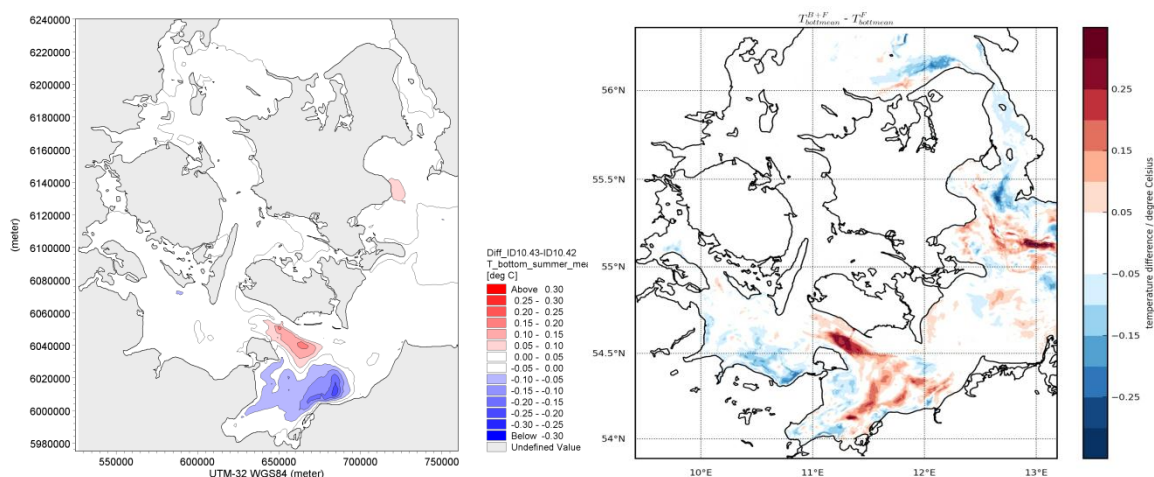 6240000
6220000
6200000
6180000
6160000
6140000
6120000
6100000
6080000
6060000
6040000
6020000
6000000
5980000
(meter)
550000 600000 650000 700000 750000
UTM-32 WGS84 (meter)
Diff_ID10.43-ID10.42
T_bottom_summer_mea
[deg C]
Above 0.30
0.25 - 0.30
0.20 - 0.25
0.15 - 0.20
0.10 - 0.15
0.05 - 0.10
0.00 - 0.05
-0.05 - 0.00
-0.10 - -0.05
-0.15 - -0.10
-0.20 - -0.15
-0.25 - -0.20
-0.30 - -0.25
Below -0.30
Undefined Value
T^{B+F}_{bottmean} - T^{F}_{bottmean}
56°N
55.5°N
55°N
54.5°N
54°N
10°E 11°E 12°E 13°E
0.25
0.15
0.05
-0.05
-0.15
-0.25
temperature difference / degree Celsius